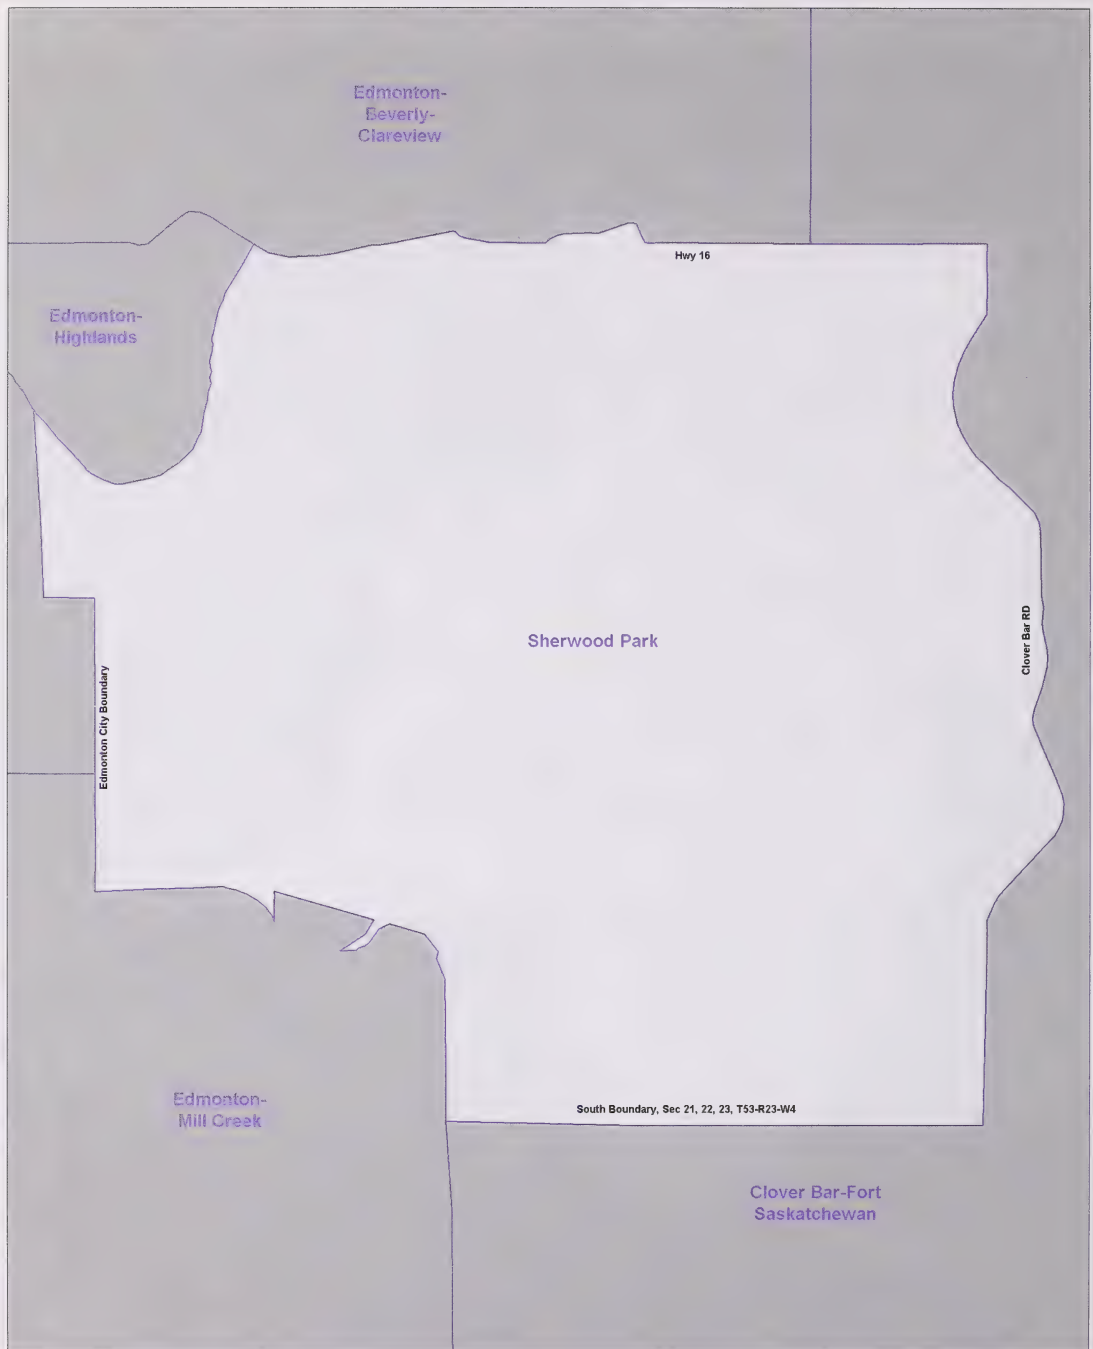 Edmonton-
Beverly-
Clareview
Hwy 16
Edmonton-
Highlands
Sherwood Park
Clover Bar RD
Edmonton City Boundary
Edmonton-
Mill Creek
South Boundary, Sec 21, 22, 23, T53-R23-W4
Clover Bar-Fort
Saskatchewan